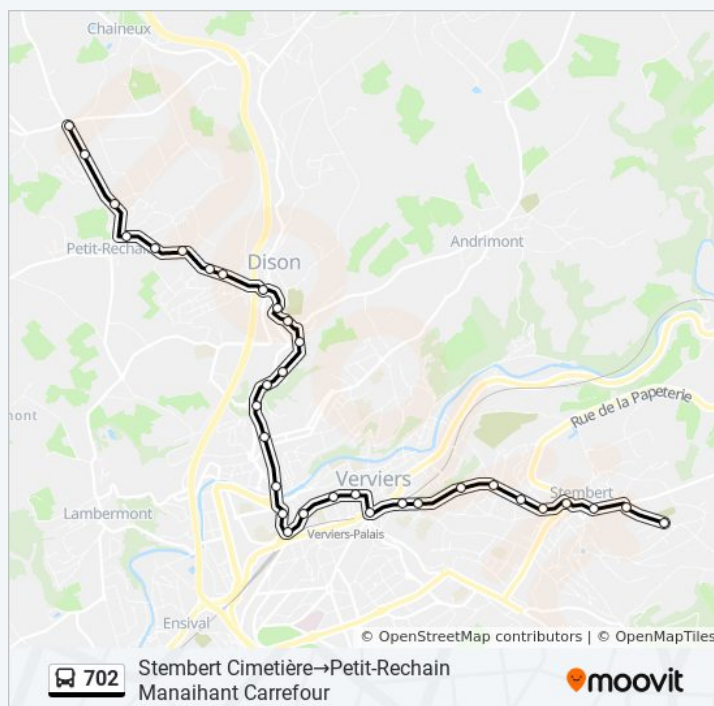 Chaineux
Petit-Rechain
Dison
Andrimont
Rue de la Papeterie
mont
Verviers
Stembert
Lambermont
Verviers-Palais
Ensival
© OpenStreetMap contributors | © OpenMapTiles
702
Stembert Cimetière→Petit-Rechain
Manaihant Carrefour
moovit